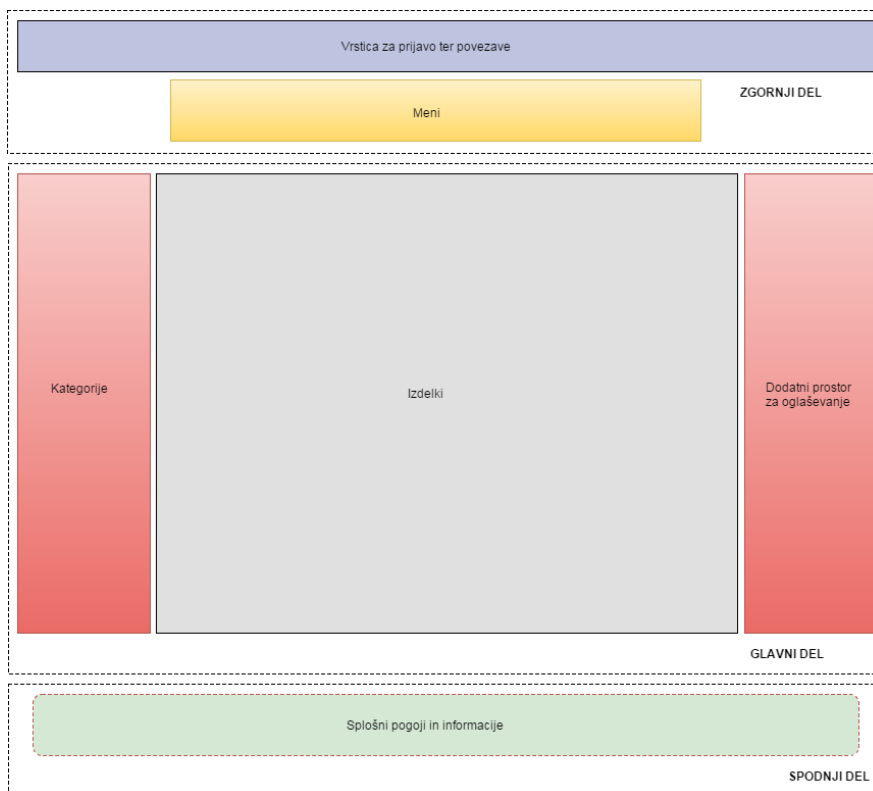 Vrstica za prijavo ter povezave
ZGORNJI DEL
Meni
Kategorije
Izdelki
Dodatni prostor
za oglaševanje
GLAVNI DEL
Splošni pogoji in informacije
SPODNJI DEL